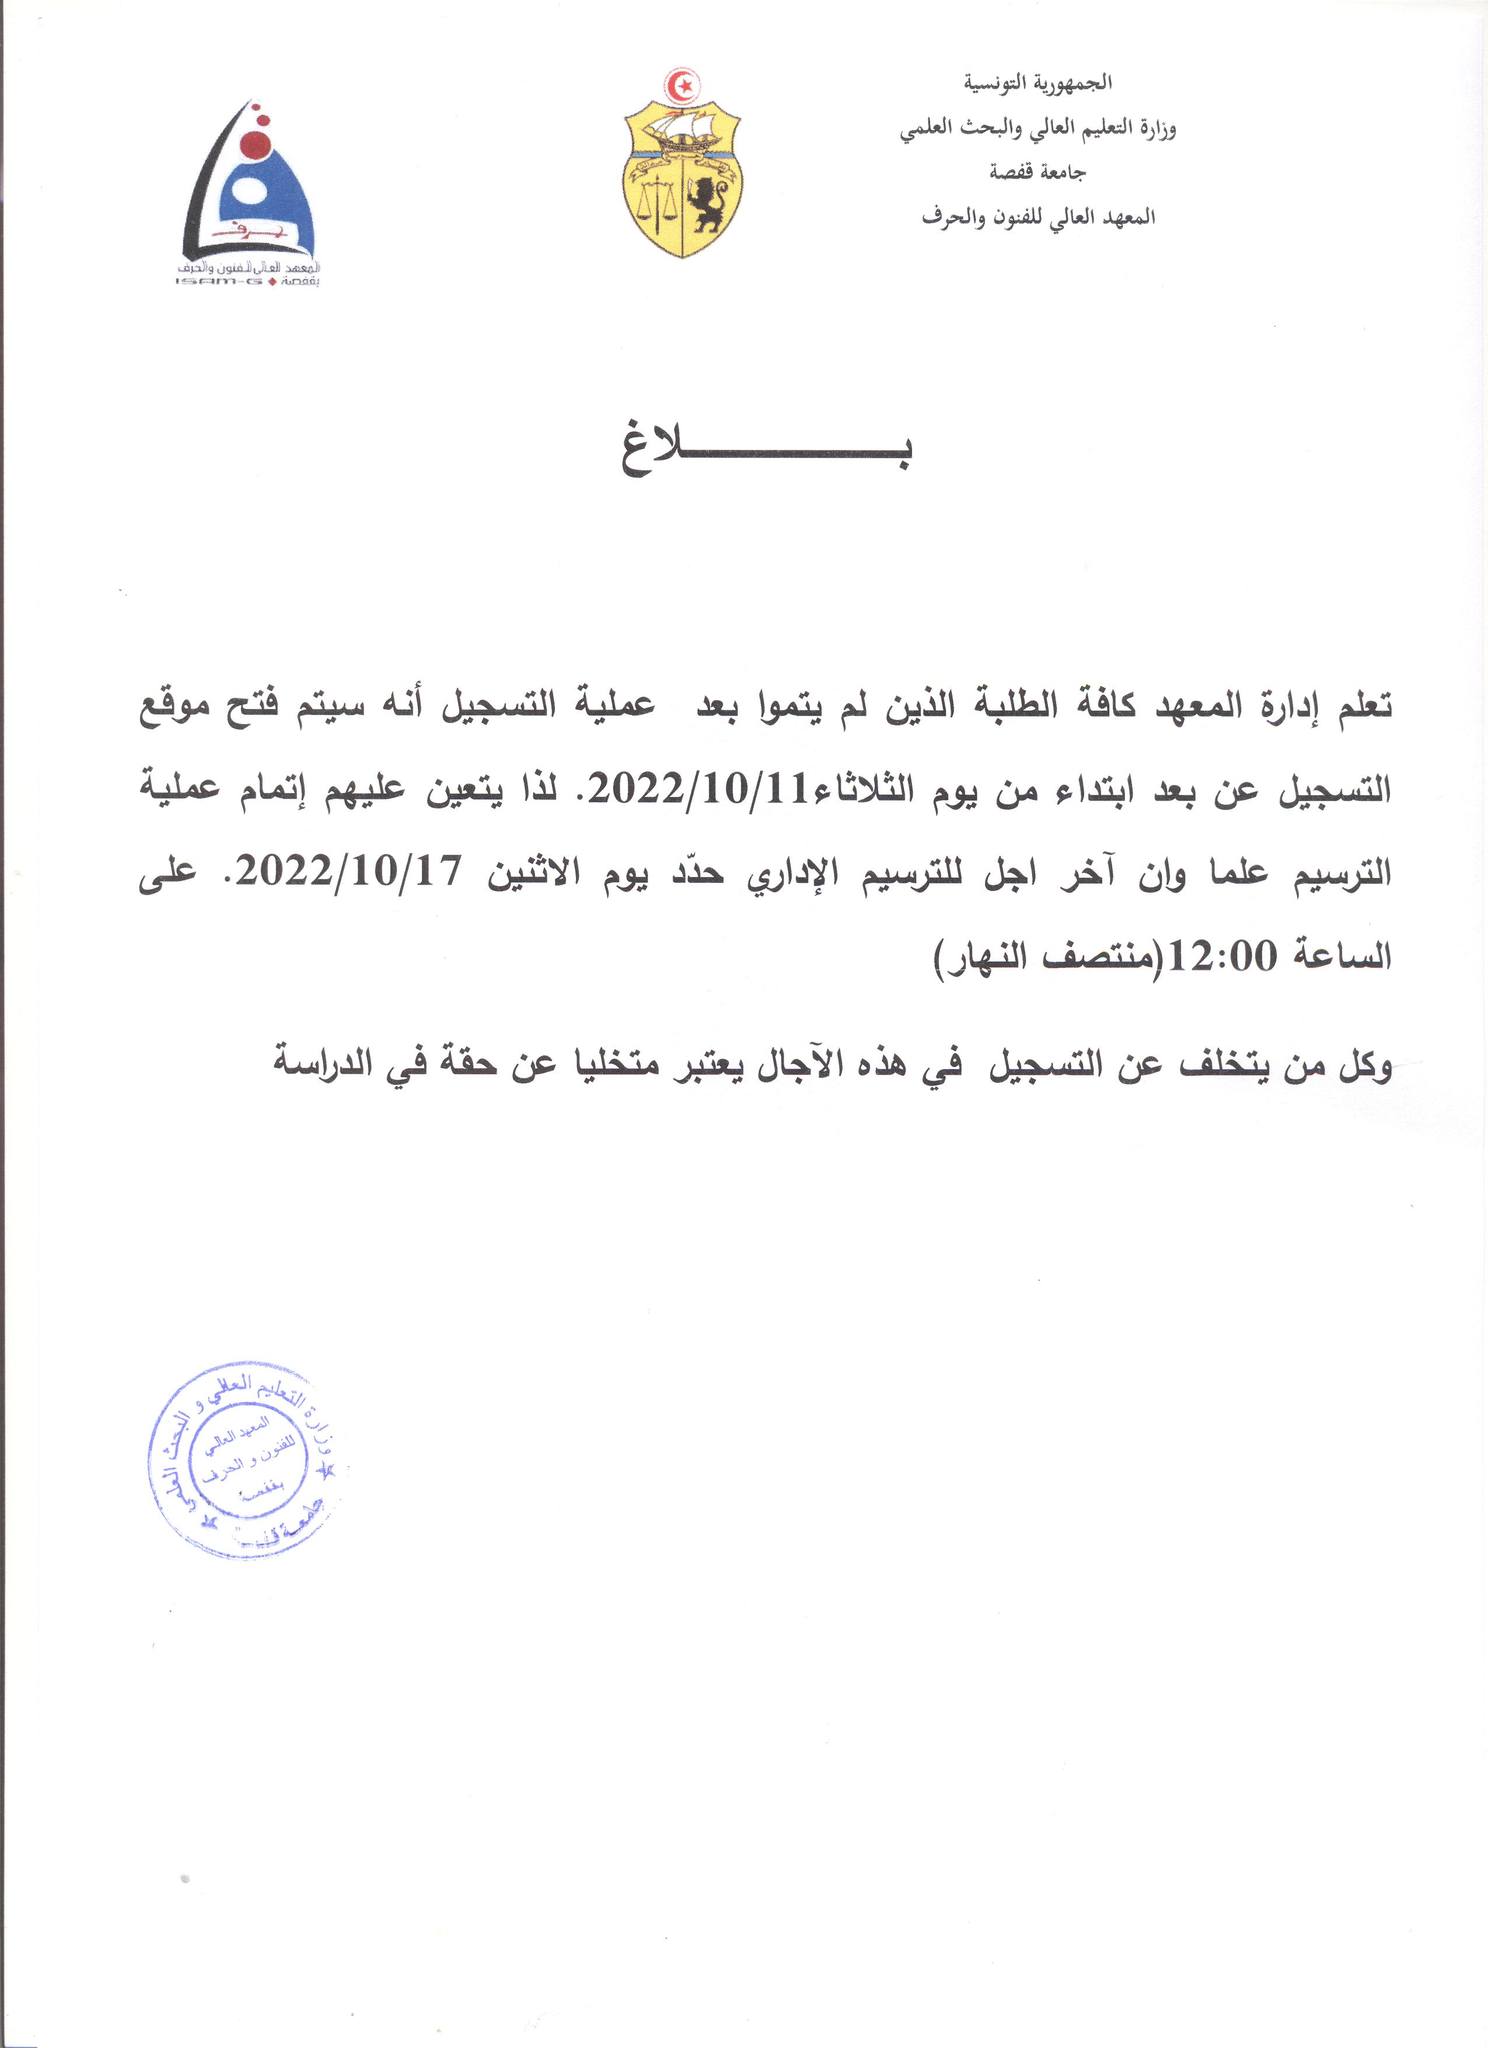 الجمهورية التونسية
وزارة التعليم العالي والبحث العلمي
جامعة قفصة
المعهد العالي للفنون والحرف
حرف
المعهد العالي للفنون والحرف
بقفصة ISAM-G
بـــــــــــلاغ
تعلم إدارة المعهد كافة الطلبة الذين لم يتموا بعد عملية التسجيل أنه سيتم فتح موقع
التسجيل عن بعد ابتداء من يوم الثلاثاء2022/10/11. لذا يتعين عليهم إتمام عملية
الترسيم علما وان آخر اجل للترسيم الإداري حدّد يوم الاثنين 2022/10/17. على
الساعة 12:00(منتصف النهار)
وكل من يتخلف عن التسجيل في هذه الآجال يعتبر متخليا عن حقة في الدراسة
وزارة التعليم العالي و البحث العلمي
المعهد العالي
للفنون و الحرف
بقفصة
جامعة قفصة